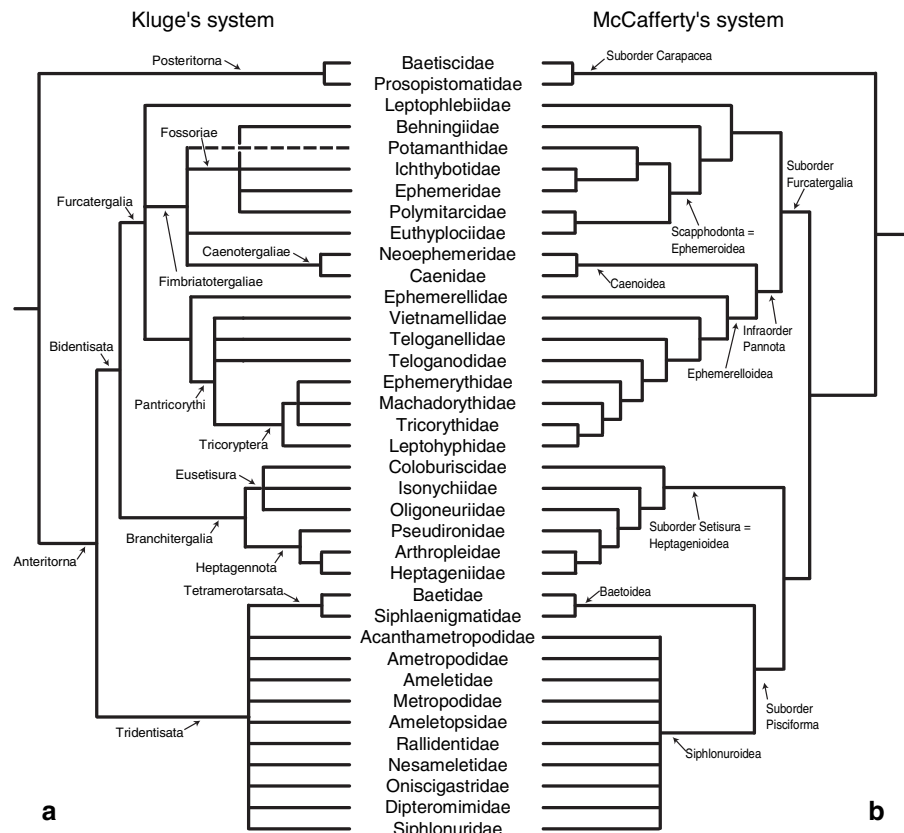 Kluge's system
McCafferty's system
Posteritorna
Suborder Carapacea
Baetiscidae
Prosopistomatidae
Leptophlebiidae
Behningiidae
Potamanthidae
Ichthybotidae
Ephemeridae
Polymitarcidae
Euthyplociidae
Neoephemeridae
Caenidae
Ephemerellidae
Vietnamellidae
Teloganellidae
Teloganodidae
Ephemerythidae
Machadorythidae
Tricorythidae
Leptohyphidae
Coloburiscidae
Isonychiidae
Oligoneuriidae
Pseudironidae
Arthropleidae
Heptageniidae
Baetidae
Siphlaenigmatidae
Acanthametropodidae
Ametropodidae
Ameletidae
Metropodidae
Ameletopsidae
Rallidentidae
Nesameletidae
Oniscigastridae
Dipteromimidae
Siphlonuridae
Fossoriae
Furcatergalia
Caenotergaliae
Fimbriatotergaliae
Bidentisata
Pantricorythi
Tricoryptera
Eusetisura
Branchitergalia
Anteritorna
Heptagennota
Tetramerotarsata
Tridentisata
Suborder
Furcatergalia
Scapphodonta =
Ephemeroidea
Caenoidea
Infraorder
Pannota
Ephemerelloidea
Suborder Setisura =
Heptagenioidea
Baetoidea
Suborder
Pisciforma
Siphlonuroidea
a
b